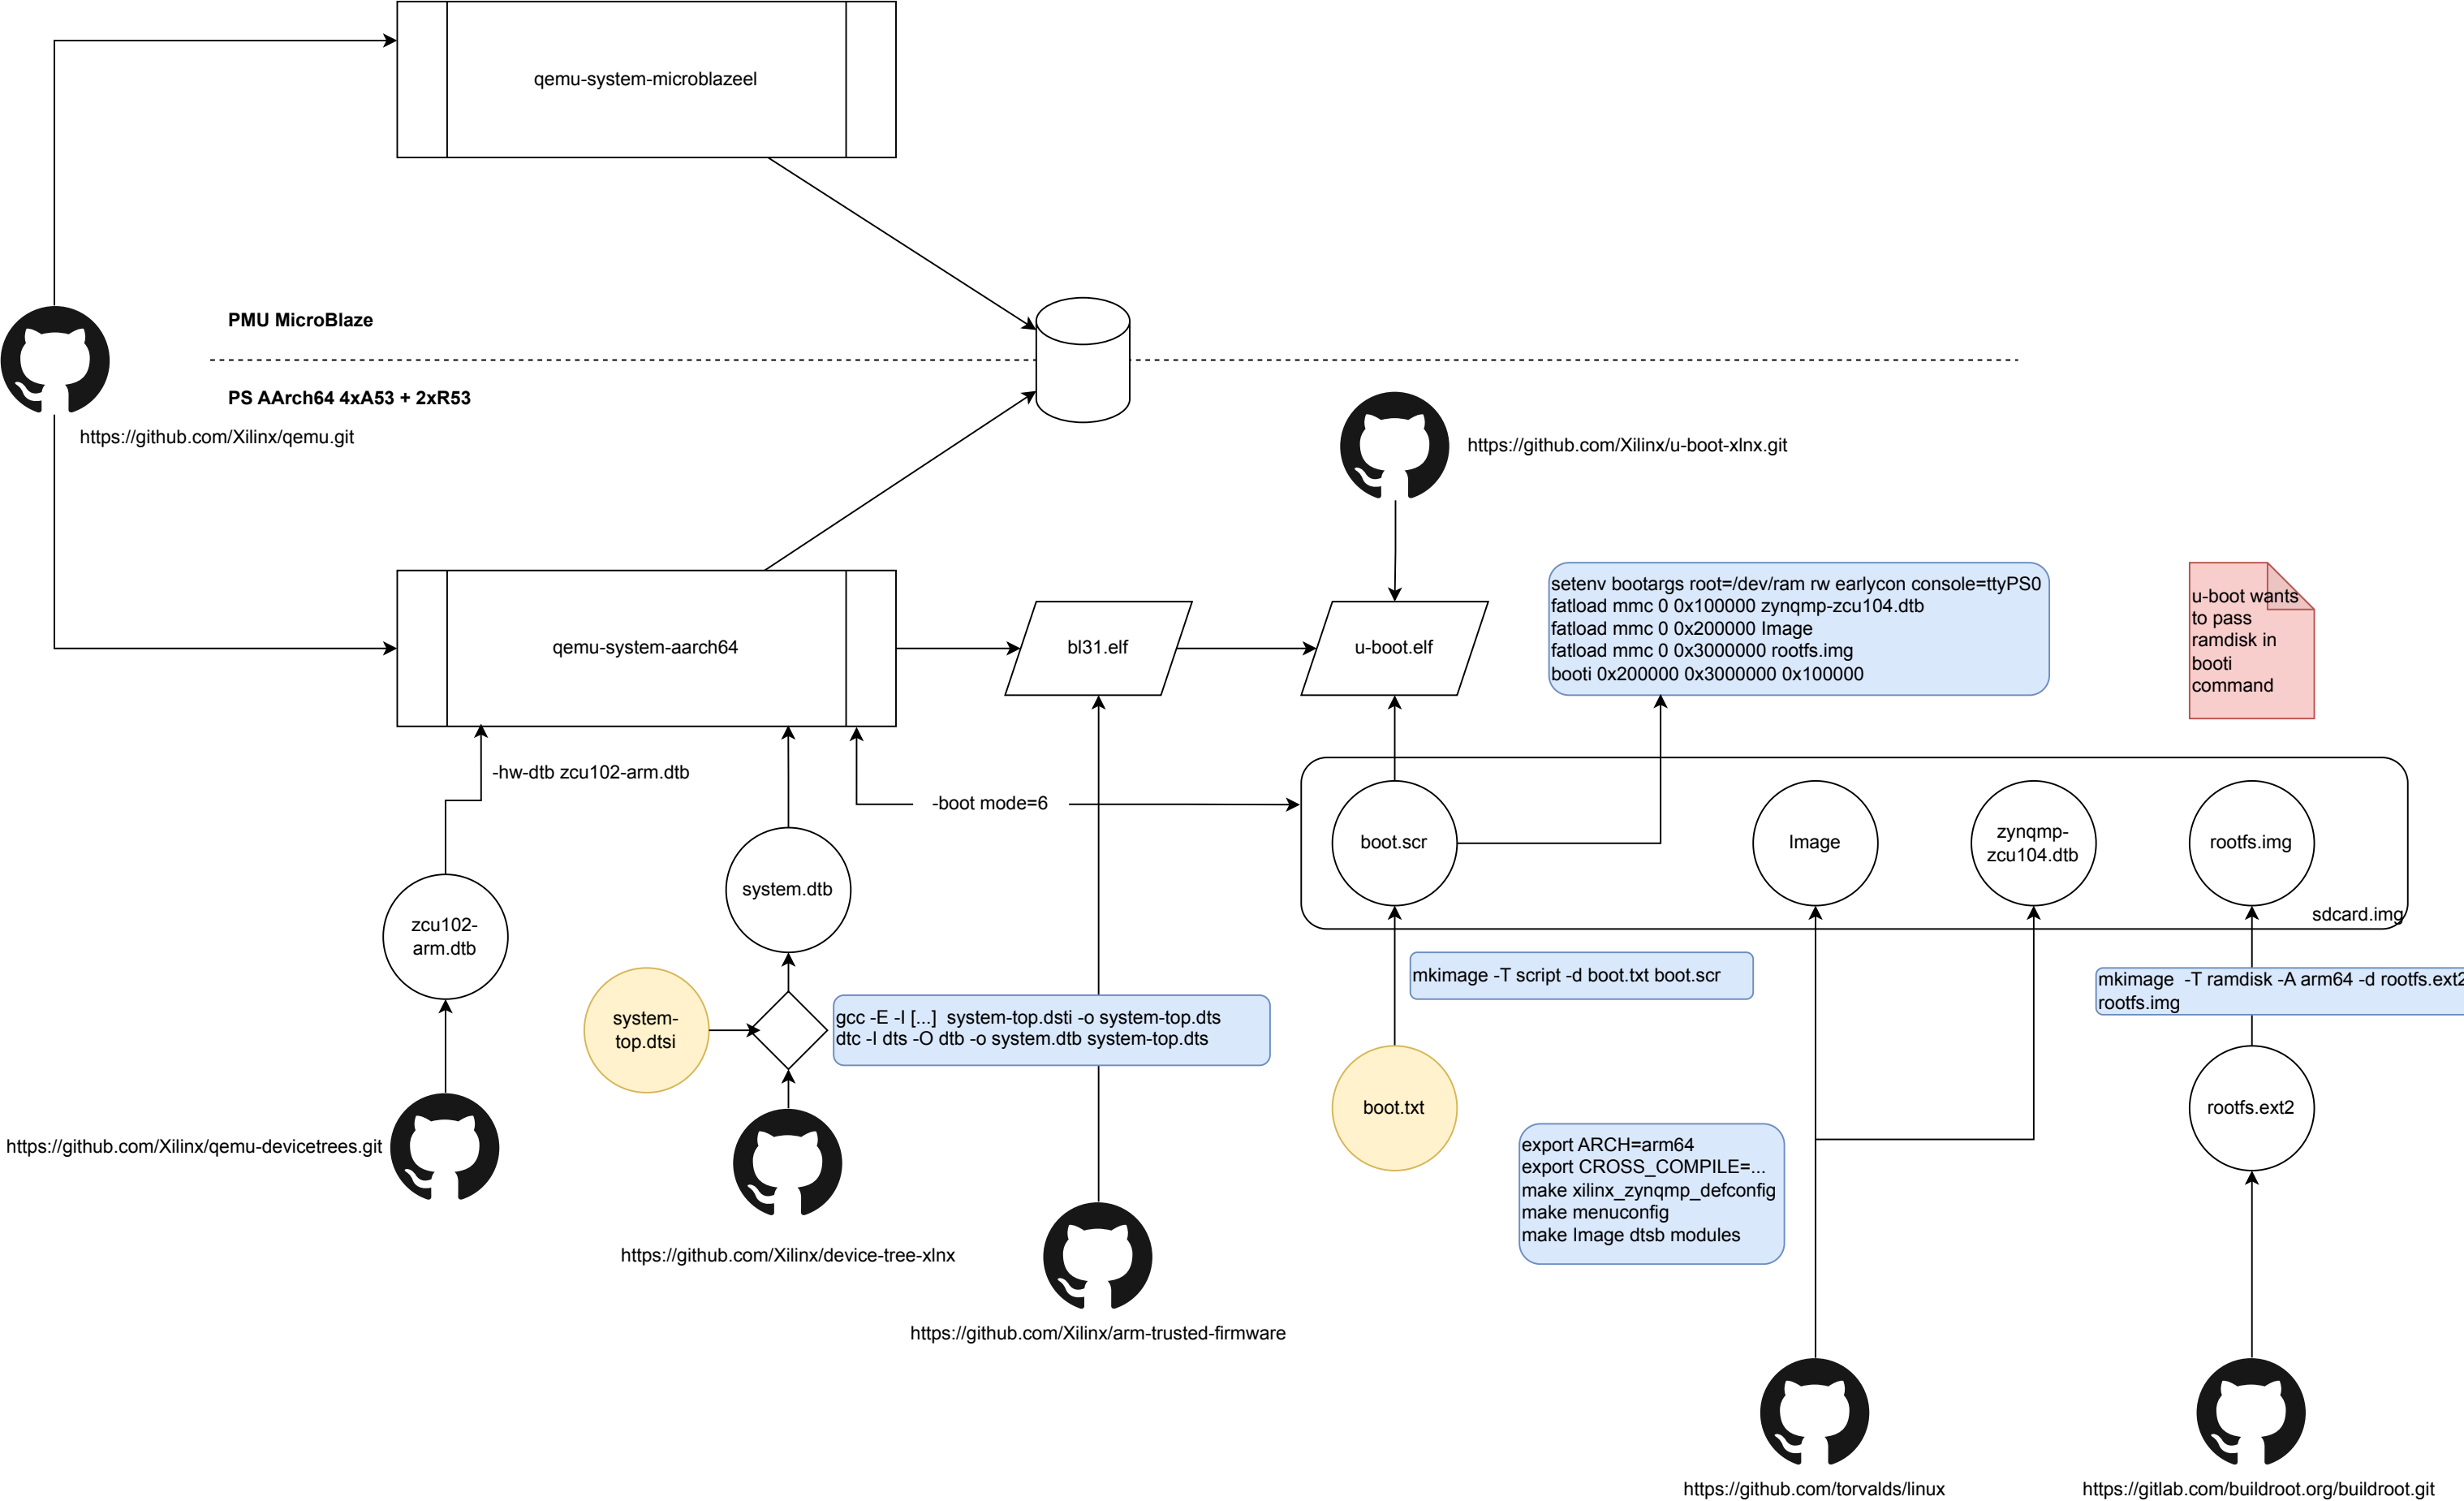 qemu-system-microblazeel
PMU MicroBlaze
PS AArch64 4xA53 + 2xR53
https://github.com/Xilinx/qemu.git
https://github.com/Xilinx/u-boot-xlnx.git
qemu-system-aarch64
bl31.elf
u-boot.elf
setenv bootargs root=/dev/ram rw earlycon console=ttyPS0
fatload mmc 0 0x100000 zynqmp-zcu104.dtb
fatload mmc 0 0x200000 Image
fatload mmc 0 0x3000000 rootfs.img
booti 0x200000 0x3000000 0x100000
u-boot wants
to pass
ramdisk in
booti
command
-hw-dtb zcu102-arm.dtb
-boot mode=6
boot.scr
Image
zynqmp-
zcu104.dtb
rootfs.img
sdcard.img
system.dtb
zcu102-
arm.dtb
mkimage -T script -d boot.txt boot.scr
mkimage  -T ramdisk -A arm64 -d rootfs.ext2
rootfs.img
system-
top.dtsi
gcc -E -I [...]  system-top.dsti -o system-top.dts
dtc -I dts -O dtb -o system.dtb system-top.dts
boot.txt
rootfs.ext2
https://github.com/Xilinx/qemu-devicetrees.git
export ARCH=arm64
export CROSS_COMPILE=...
make xilinx_zynqmp_defconfig
make menuconfig
make Image dtsb modules
https://github.com/Xilinx/device-tree-xlnx
https://github.com/Xilinx/arm-trusted-firmware
https://github.com/torvalds/linux
https://gitlab.com/buildroot.org/buildroot.git